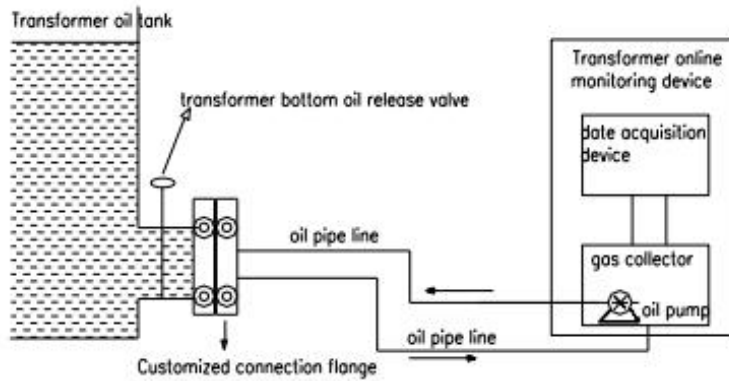 Transformer oil tank
Transformer online
monitoring device
transformer bottom oil release valve
date acquisition
device
oil pipe line
gas collector
oil pump
oil pipe line
Customized connection flange